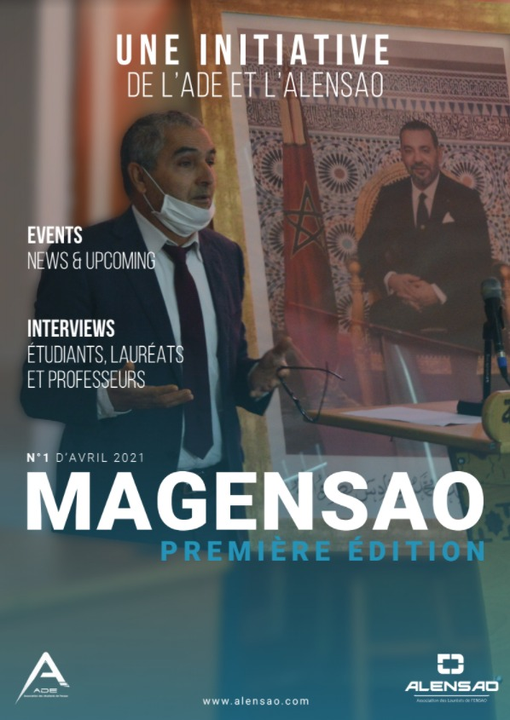 UNE INITIATIVE
DE L'ADE ET L'ALENSAO
EVENTS
NEWS & UPCOMING
INTERVIEWS
ÉTUDIANTS, LAURÉATS
ET PROFESSEURS
N°1 D'AVRIL 2021
MAGENSAO
PREMIÈRE ÉDITION
ADE
ALENSAO
Association des Lauréats de l'ENSAO
www.alensao.com